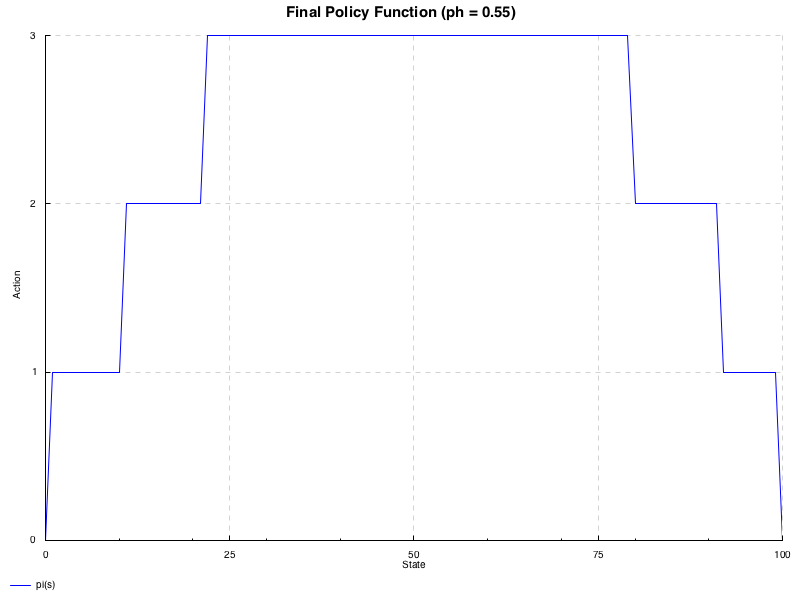 Final Policy Function (ph = 0.55)
3
2
1
0
Action
0 25 50 75 100
State
pi(s)